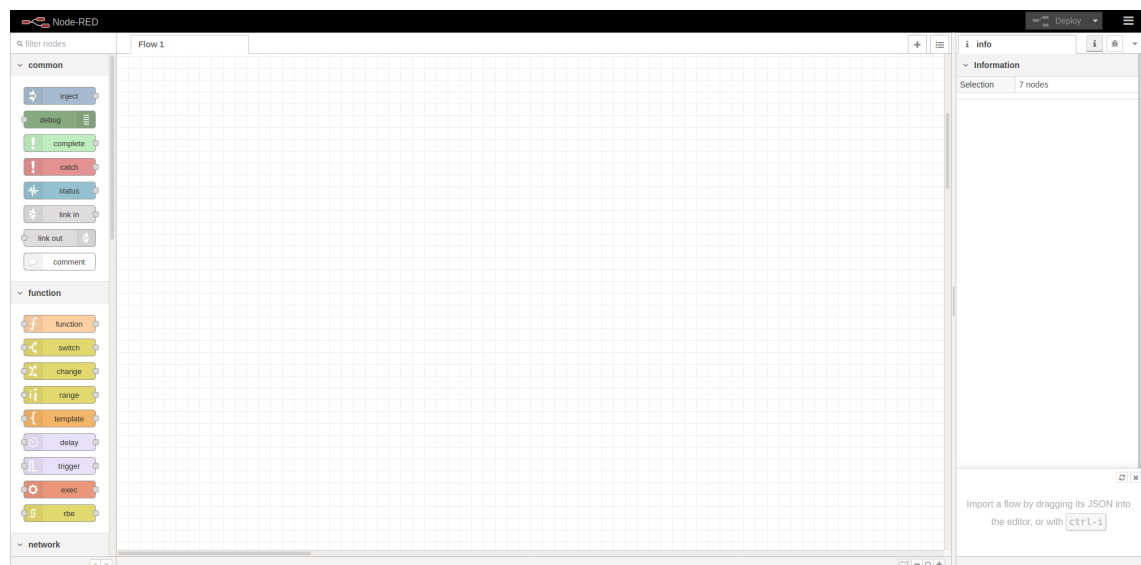 Node-RED
Deploy
filter nodes
Flow 1
i info
common
Information
Selection 7 nodes
inject
debug
complete
catch
status
link in
link out
comment
function
function
switch
change
range
template
delay
trigger
exec
rbe
network
Import a flow by dragging its JSON into
the editor, or with ctrl-i